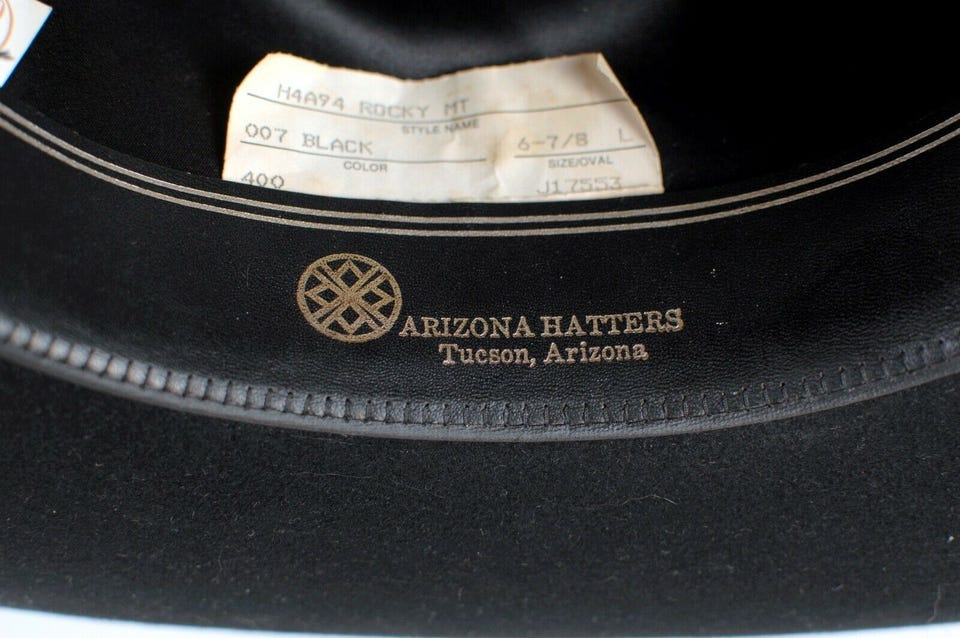 H4A94 ROCKY MT
STYLE NAME
007 BLACK 6-7/8 L
COLOR SIZE/OVAL
400 J17553
ARIZONA HATTERS
Tucson, Arizona